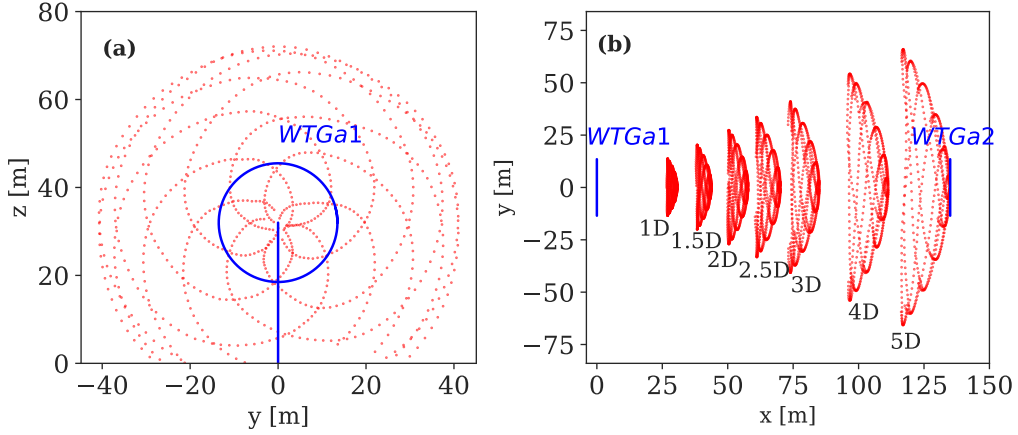 (a)
WTGa1
80
60
40
20
0
z [m]
−40 −20 0 20 40
y [m]
(b)
WTGa1 WTGa2
75
50
25
0
−25
−50
−75
y [m]
1D
1.5D
2D
2.5D
3D
4D
5D
0 25 50 75 100 125 150
x [m]